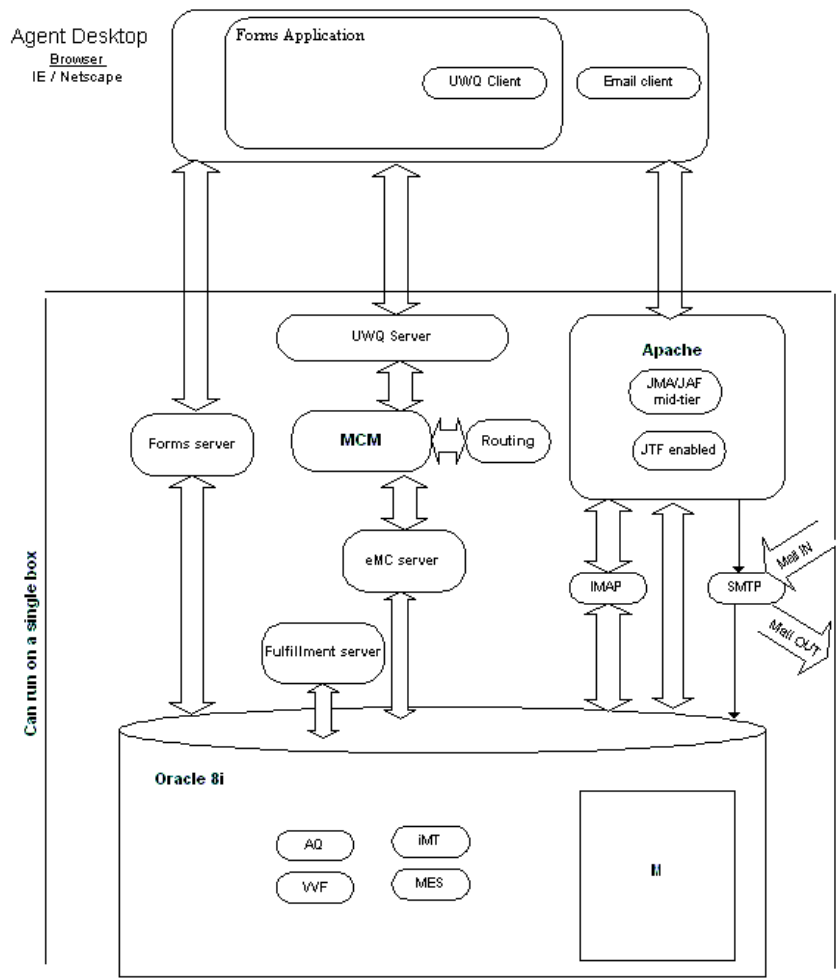 Agent Desktop
Browser
IE / Netscape
Forms Application
UWQ Client
Email client
UWQ Server
Apache
JMA/JAF
mid-tier
JTF enabled
Forms server
MCM
Routing
eMC server
IMAP
SMTP
Mail IN
Mail OUT
Fulfillment server
Can run on a single box
Oracle 8i
AQ
iMT
WF
MES
M